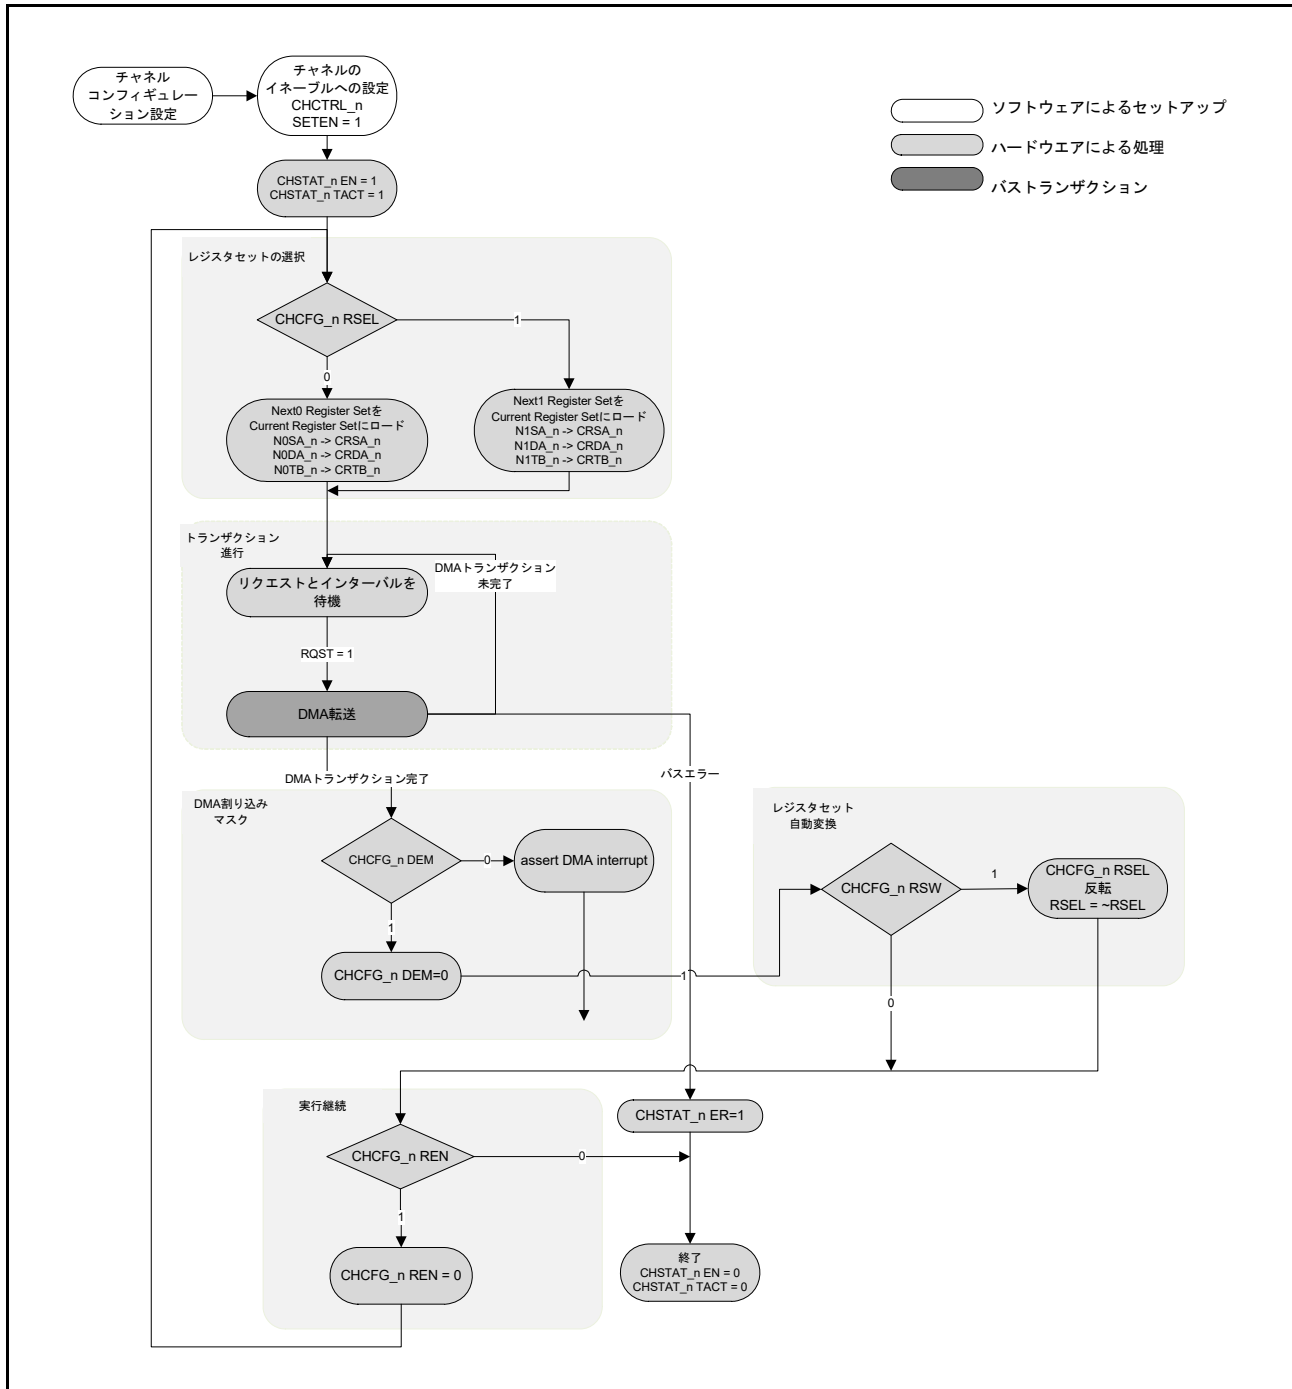 チャネル
コンフィギュレー
ション設定
チャネルの
イネーブルへの設定
CHCTRL_n
SETEN = 1
ソフトウェアによるセットアップ
ハードウエアによる処理
バストランザクション
CHSTAT_n EN = 1
CHSTAT_n TACT = 1
レジスタセットの選択
CHCFG_n RSEL
1
0
Next0 Register Setを
Current Register Setにロード
N0SA_n -> CRSA_n
N0DA_n -> CRDA_n
N0TB_n -> CRTB_n
Next1 Register Setを
Current Register Setにロード
N1SA_n -> CRSA_n
N1DA_n -> CRDA_n
N1TB_n -> CRTB_n
トランザクション
進行
リクエストとインターバルを
待機
DMAトランザクション
未完了
RQST = 1
DMA転送
DMAトランザクション完了
バスエラー
DMA割り込み
マスク
CHCFG_n DEM
0
assert DMA interrupt
1
CHCFG_n DEM=0
1
レジスタセット
自動変換
CHCFG_n RSW
1
CHCFG_n RSEL
反転
RSEL = ~RSEL
0
実行継続
CHCFG_n REN
0
1
CHCFG_n REN = 0
CHSTAT_n ER=1
終了
CHSTAT_n EN = 0
CHSTAT_n TACT = 0